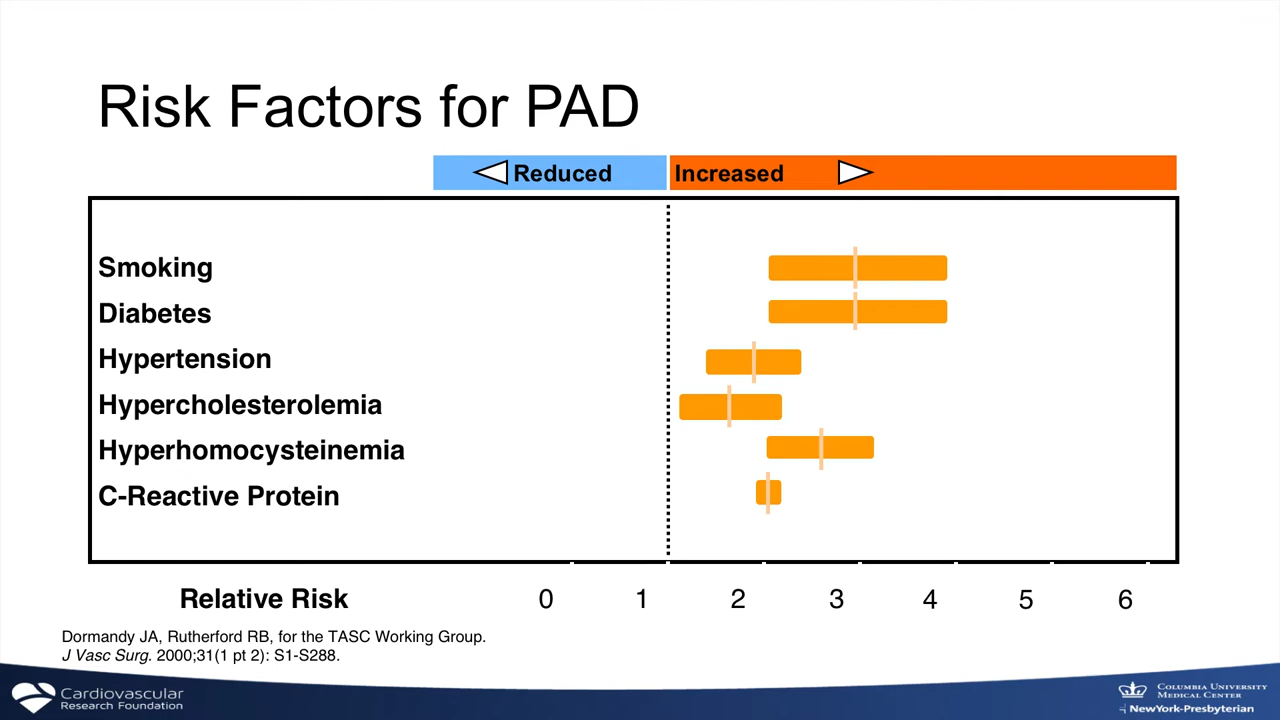 Risk Factors for PAD
Reduced
Increased
Smoking
Diabetes
Hypertension
Hypercholesterolemia
Hyperhomocysteinemia
C-Reactive Protein
Relative Risk 0 1 2 3 4 5 6
Dormandy JA, Rutherford RB, for the TASC Working Group.
J Vasc Surg. 2000;31(1 pt 2): S1-S288.
Cardiovascular
Research Foundation
Columbia University
Medical Center
NewYork-Presbyterian